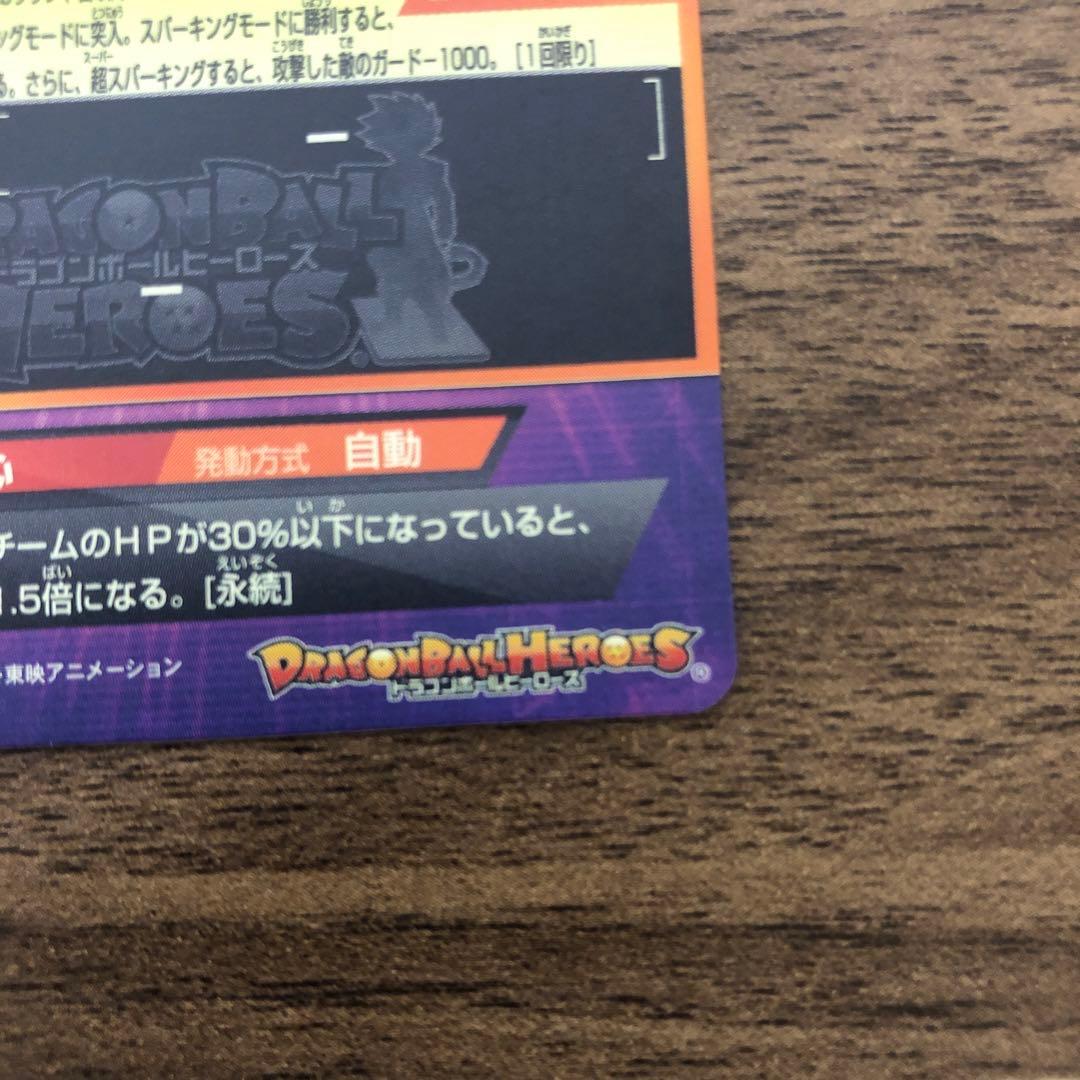 ングモードに突入。スパーキングモードに勝利すると、
る。さらに、超スパーキングすると、攻撃した敵のガード-1000。[1回限り]
DRAGONBALL
ドラゴンボールヒーローズ
HEROES
発動方式 自動
チームのHPが30%以下になっていると、
1.5倍になる。[永続]
・東映アニメーション
DRAGONBALL HEROES
ドラゴンボールヒーローズ